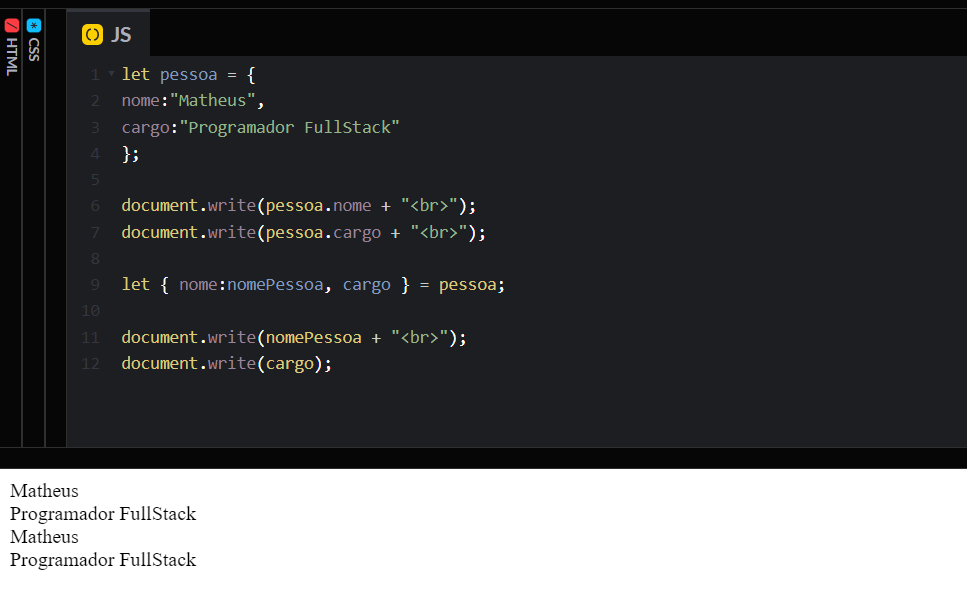 HTML
CSS
JS
1 let pessoa = {
2 nome:"Matheus",
3 cargo:"Programador FullStack"
4 };
5
6 document.write(pessoa.nome + "<br>");
7 document.write(pessoa.cargo + "<br>");
8
9 let { nome:nomePessoa, cargo } = pessoa;
10
11 document.write(nomePessoa + "<br>");
12 document.write(cargo);
Matheus
Programador FullStack
Matheus
Programador FullStack